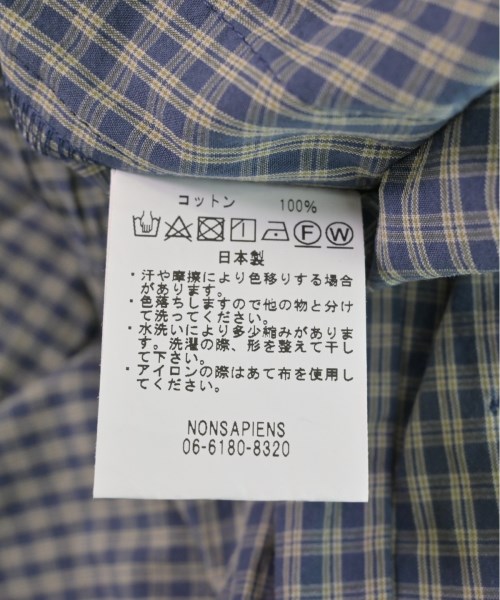 コットン 100%
F W
日本製
・汗や摩擦により色移りする場合
があります。
・色落ちしますので他の物と分け
て洗ってください。
・水洗いにより多少縮みがありま
す。洗濯の際、形を整えて干し
て下さい。
・アイロンの際はあて布を使用し
てください。
NONSAPIENS
06-6180-8320